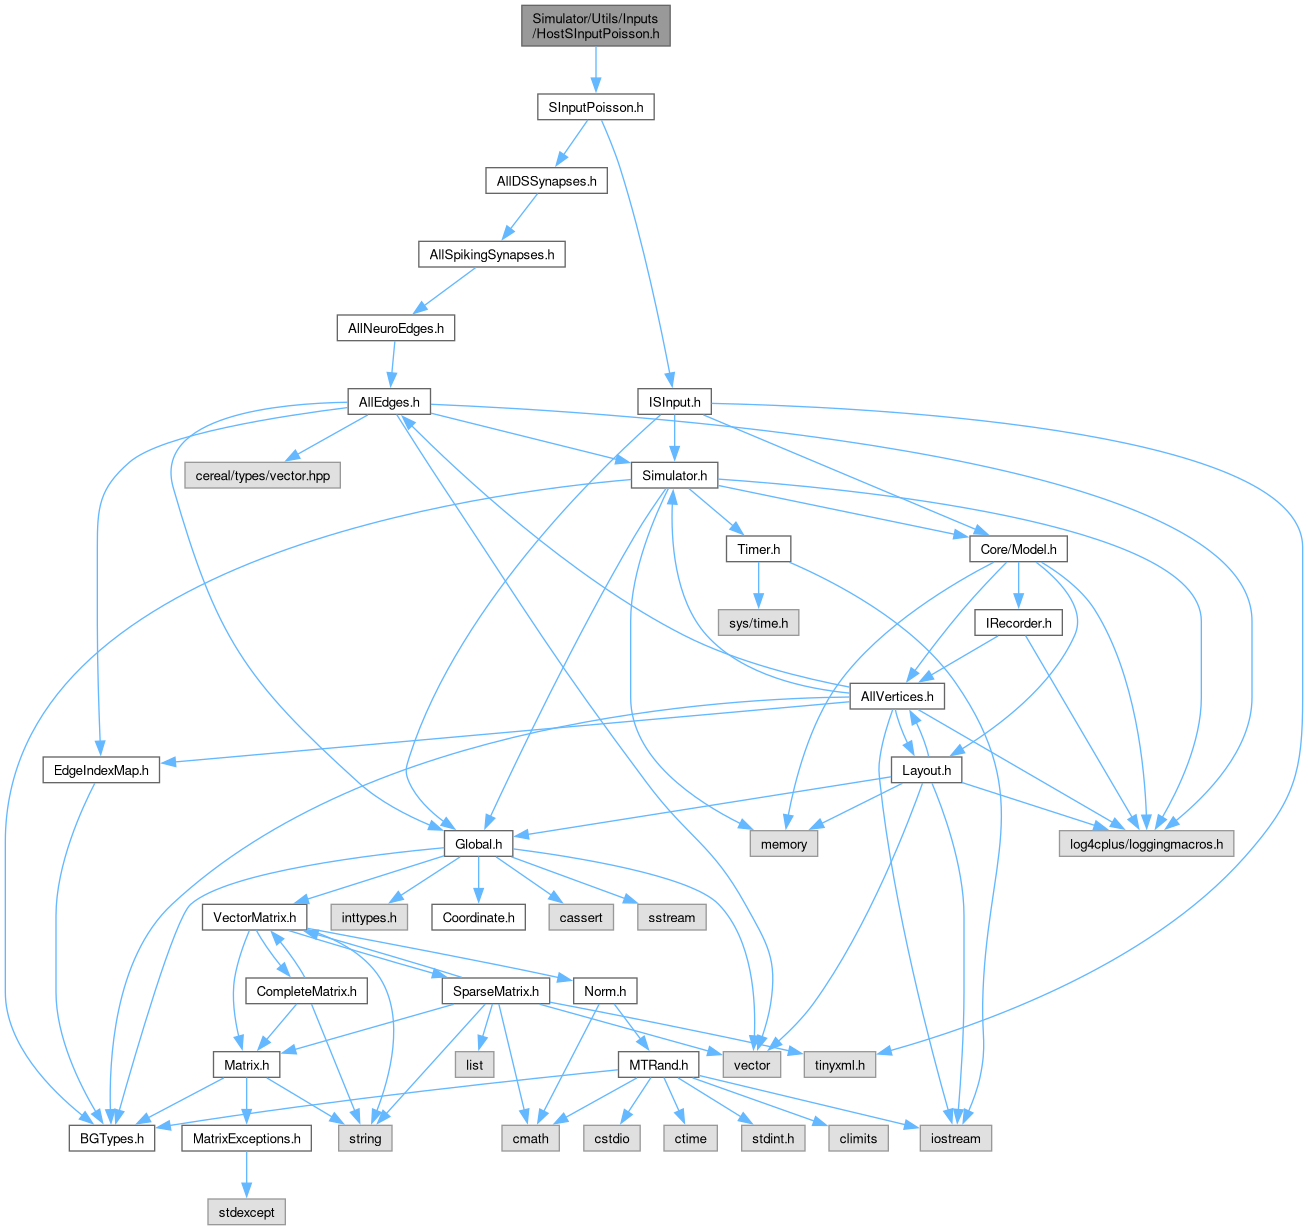 Simulator/Utils/Inputs
/HostSInputPoisson.h
SInputPoisson.h
AllDSSynapses.h
AllSpikingSynapses.h
AllNeuroEdges.h
AllEdges.h
ISInput.h
cereal/types/vector.hpp
Simulator.h
Timer.h
Core/Model.h
sys/time.h
IRecorder.h
AllVertices.h
EdgeIndexMap.h
Layout.h
Global.h
memory
log4cplus/loggingmacros.h
VectorMatrix.h
inttypes.h
Coordinate.h
cassert
sstream
CompleteMatrix.h
SparseMatrix.h
Norm.h
Matrix.h
list
MTRand.h
vector
tinyxml.h
BGTypes.h
MatrixExceptions.h
string
cmath
cstdio
ctime
stdint.h
climits
iostream
stdexcept